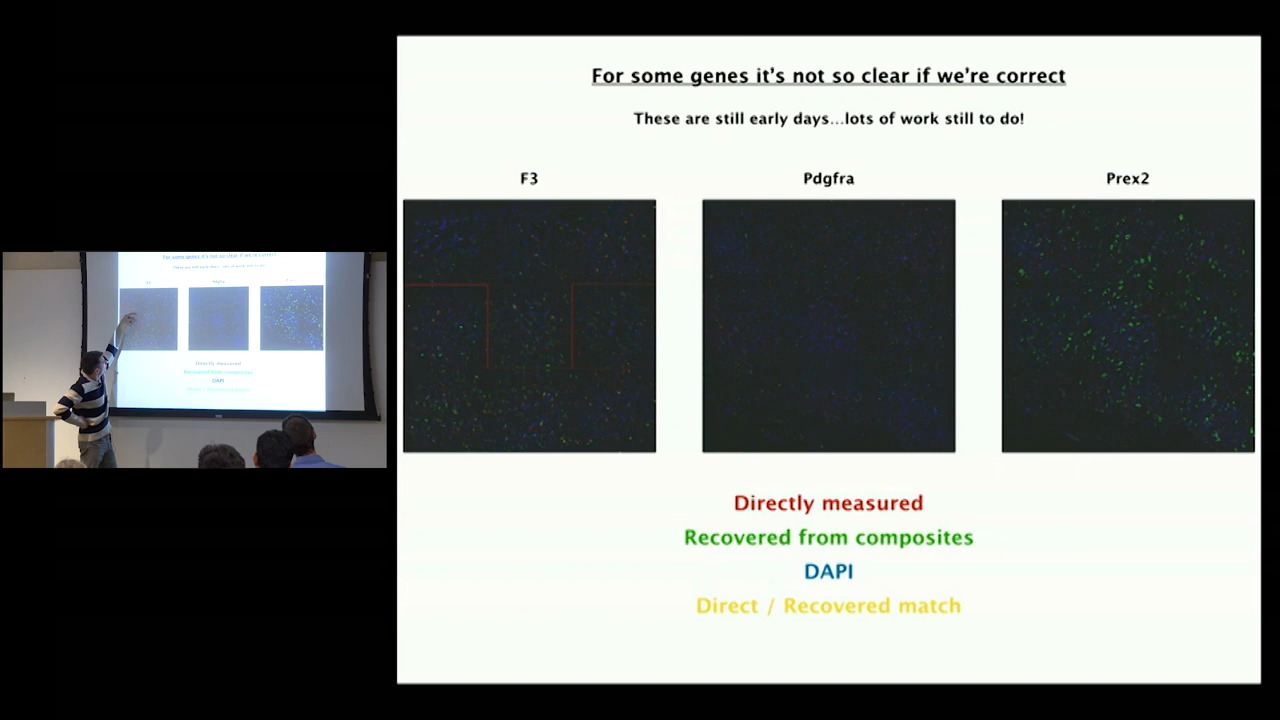 For some genes it's not so clear if we're correct
These are still early days...lots of work still to do!
F3 Pdgfra Prex2
Directly measured
Recovered from composites
DAPI
Direct / Recovered match